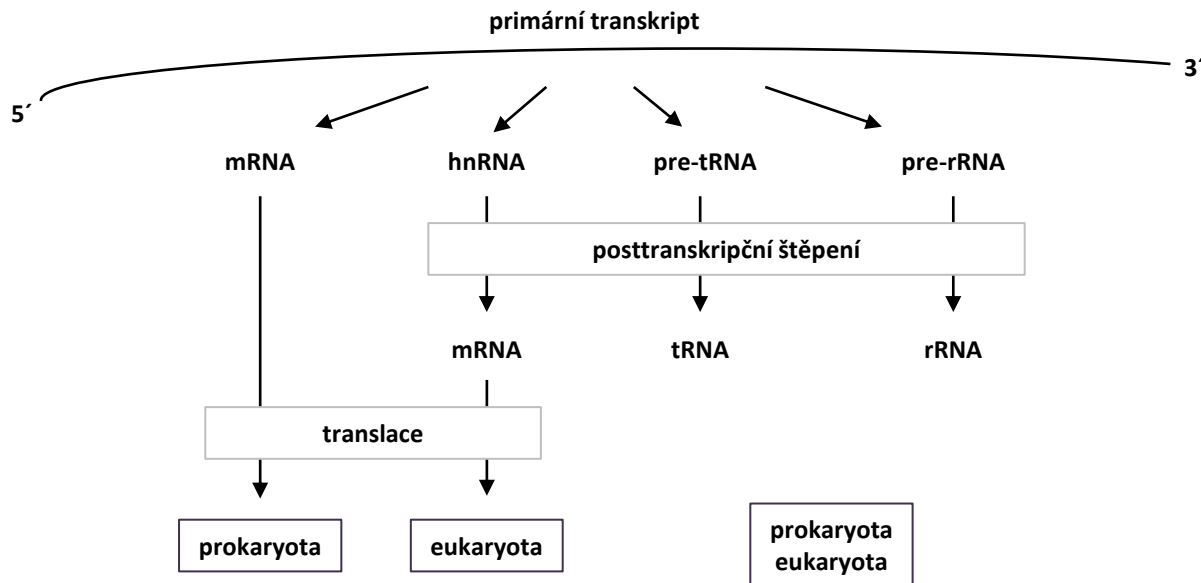 primární transkript
5´
3´
mRNA
hnRNA
pre-tRNA
pre-rRNA
posttranskripční štěpení
mRNA
tRNA
rRNA
translace
prokaryota
eukaryota
prokaryota
eukaryota